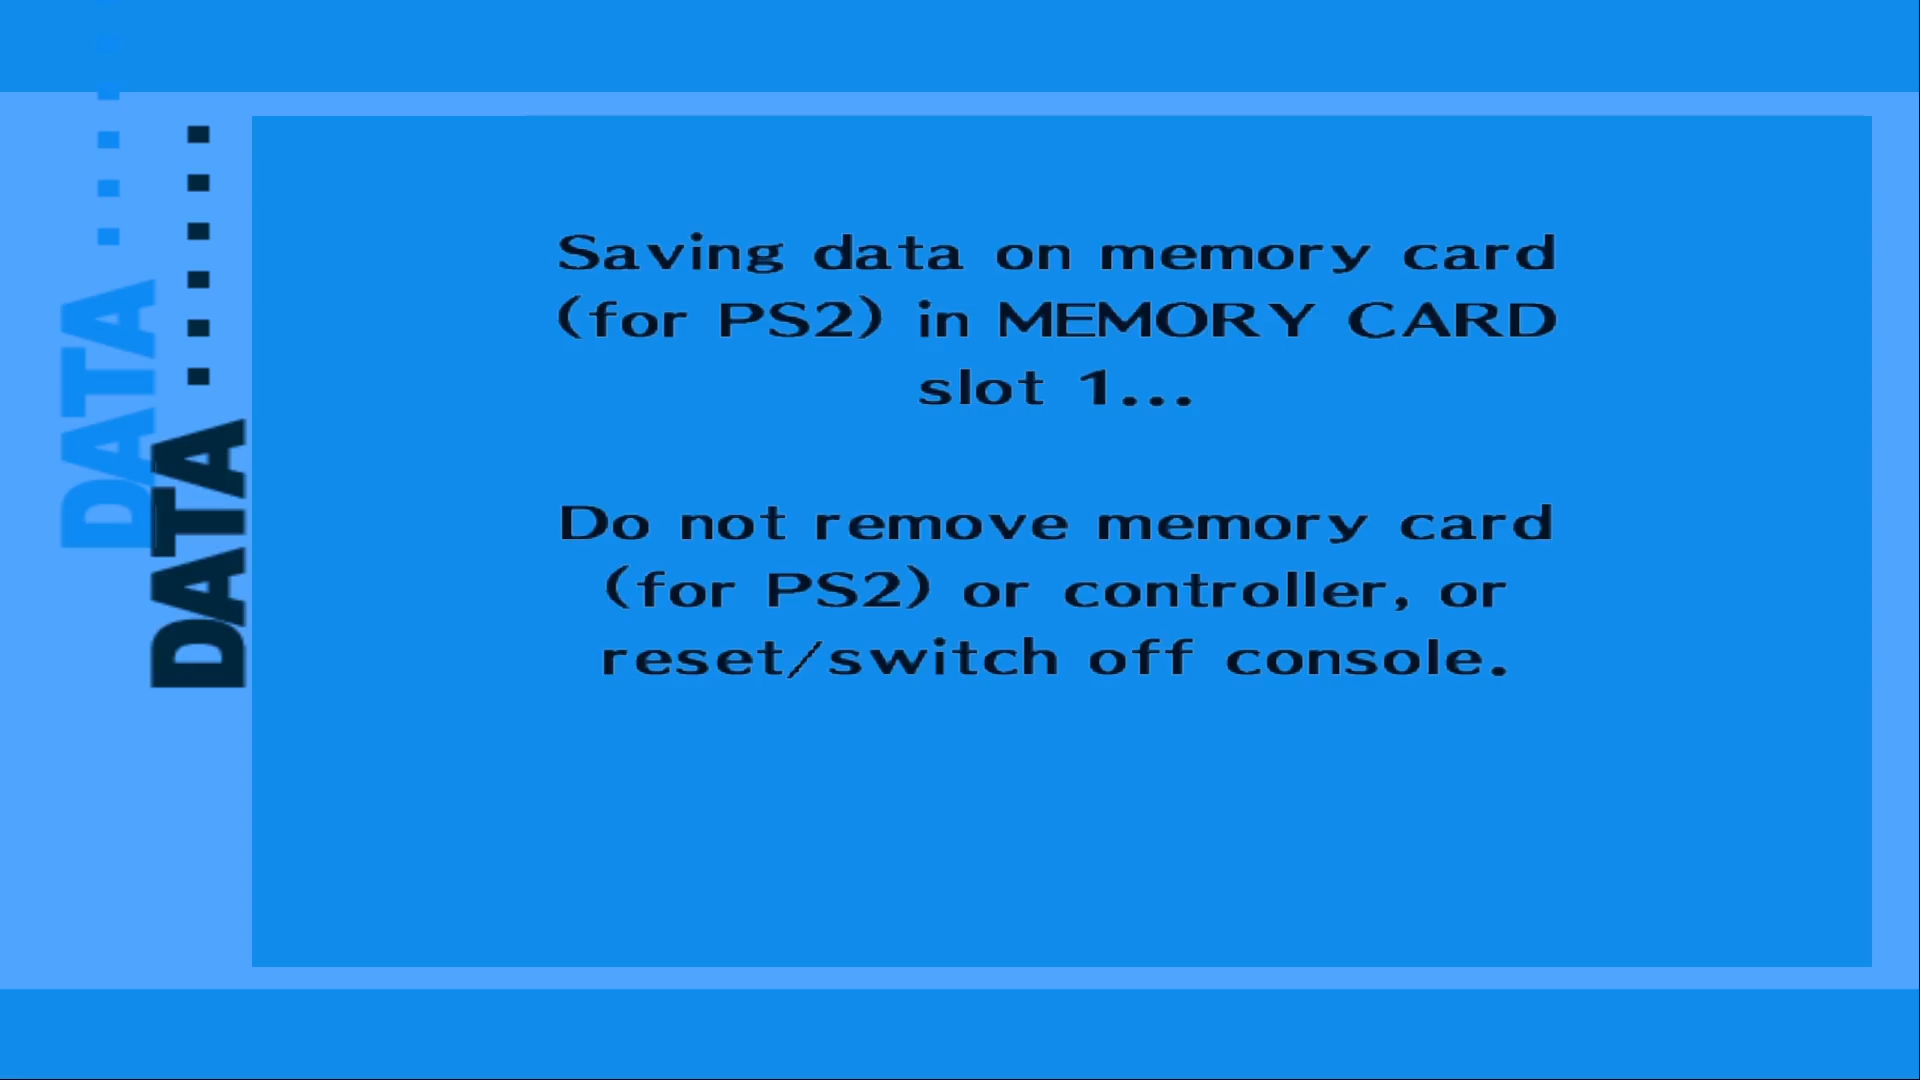 DATA......
DATA......
Saving data on memory card
(for PS2) in MEMORY CARD
slot 1...
Do not remove memory card
(for PS2) or controller, or
reset/switch off console.